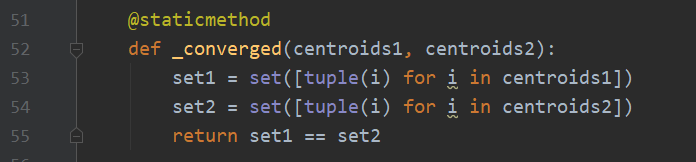 51 @staticmethod
52 def _converged(centroids1, centroids2):
53 set1 = set([tuple(i) for i in centroids1])
54 set2 = set([tuple(i) for i in centroids2])
55 return set1 == set2